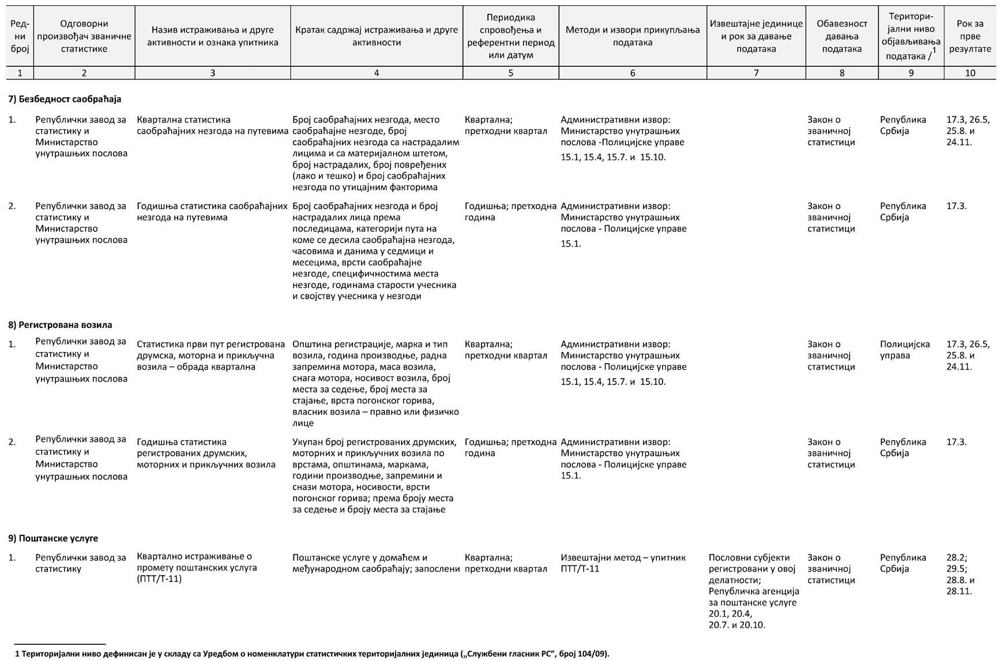 Ред-
ни
број
Одговорни
произвођач званичне
статистике
Назив истраживања и друге
активности и ознака упитника
Кратак садржај истраживања и друге
активности
Периодика
спровођења и
референтни период
или датум
Методи и извори прикупљања
података
Извештајне јединице
и рок за давање
података
Обавезност
давања
података
Територи-
јални ниво
објављивања
података /1
Рок за
прве
резултате
1 2 3 4 5 6 7 8 9 10
7) Безбедност саобраћаја
1.
Републички завод за
статистику и
Министарство
унутрашњих послова
Квартална статистика
саобраћајних незгода на путевима
Број саобраћајних незгода, место
саобраћајне незгоде, број
саобраћајних незгода са настрадалим
лицима и са материјалном штетом,
број настрадалих, број повређених
(лако и тешко) и број саобраћајних
незгода по утицајним факторима
Квартална;
претходни квартал
Административни извор:
Министарство унутрашњих
послова -Полицијске управе
15.1, 15.4, 15.7. и 15.10.
Закон о
званичној
статистици
Република
Србија
17.3, 26.5,
25.8. и
24.11.
2.
Републички завод за
статистику и
Министарство
унутрашњих послова
Годишња статистика саобраћајних
незгода на путевима
Број саобраћајних незгода и број
настрадалих лица према
последицама, категорији пута на
коме се десила саобраћајна незгода,
часовима и данима у седмици и
месецима, врсти саобраћајне
незгоде, специфичностима места
незгоде, годинама старости учесника
и својству учесника у незгоди
Годишња; претходна
година
Административни извор:
Министарство унутрашњих
послова - Полицијске управе
15.1.
Закон о
званичној
статистици
Република
Србија
17.3.
8) Регистрована возила
1.
Републички завод за
статистику и
Министарство
унутрашњих послова
Статистика први пут регистрована
друмска, моторна и прикључна
возила – обрада квартална
Општина регистрације, марка и тип
возила, година производње, радна
запремина мотора, маса возила,
снага мотора, носивост возила, број
места за седење, број места за
стајање, врста погонског горива,
власник возила – правно или физичко
лице
Квартална;
претходни квартал
Административни извор:
Министарство унутрашњих
послова - Полицијске управе
15.1, 15.4, 15.7. и 15.10.
Закон о
званичној
статистици
Полицијска
управа
17.3, 26.5,
25.8. и
24.11.
2.
Републички завод за
статистику и
Министарство
унутрашњих послова
Годишња статистика
регистрованих друмских,
моторних и прикључних возила
Укупан број регистрованих друмских,
моторних и прикључних возила по
врстама, општинама, маркама,
години производње, запремини и
снази мотора, носивости, врсти
погонског горива; према броју места
за седење и броју места за стајање
Годишња; претходна
година
Административни извор:
Министарство унутрашњих
послова - Полицијске управе
15.1.
Закон о
званичној
статистици
Република
Србија
17.3.
9) Поштанске услуге
1.
Републички завод за
статистику
Квартално истраживање о
промету поштанских услуга
(ПТТ/Т-11)
Поштанске услуге у домаћем и
међународном саобраћају; запослени
Квартална;
претходни квартал
Извештајни метод – упитник
ПТТ/Т-11
Пословни субјекти
регистровани у овој
делатности;
Републичка агенција
за поштанске услуге
20.1, 20.4,
20.7. и 20.10.
Закон о
званичној
статистици
Република
Србија
28.2;
29.5;
28.8. и
28.11.
1 Територијални ниво дефинисан је у складу са Уредбом о номенклатури статистичких територијалних јединица („Службени гласник РС”, број 104/09).